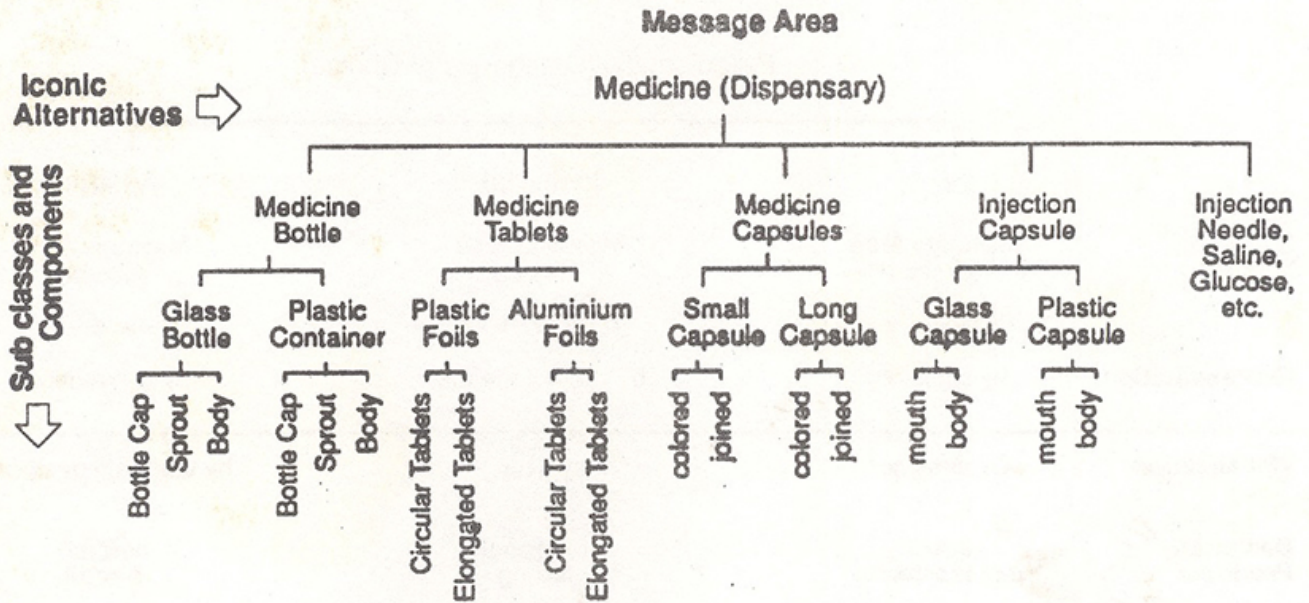 Message Area
Iconic
Alternatives
Medicine (Dispensary)
Sub classes and
Components
Medicine
Bottle
Medicine
Tablets
Medicine
Capsules
Injection
Capsule
Injection
Needle,
Saline,
Glucose,
etc.
Glass
Bottle
Plastic
Container
Plastic
Foils
Aluminium
Foils
Small
Capsule
Long
Capsule
Glass
Capsule
Plastic
Capsule
Bottle Cap
Sprout
Body
Bottle Cap
Sprout
Body
Circular Tablets
Elongated Tablets
Circular Tablets
Elongated Tablets
colored
joined
colored
joined
mouth
body
mouth
body